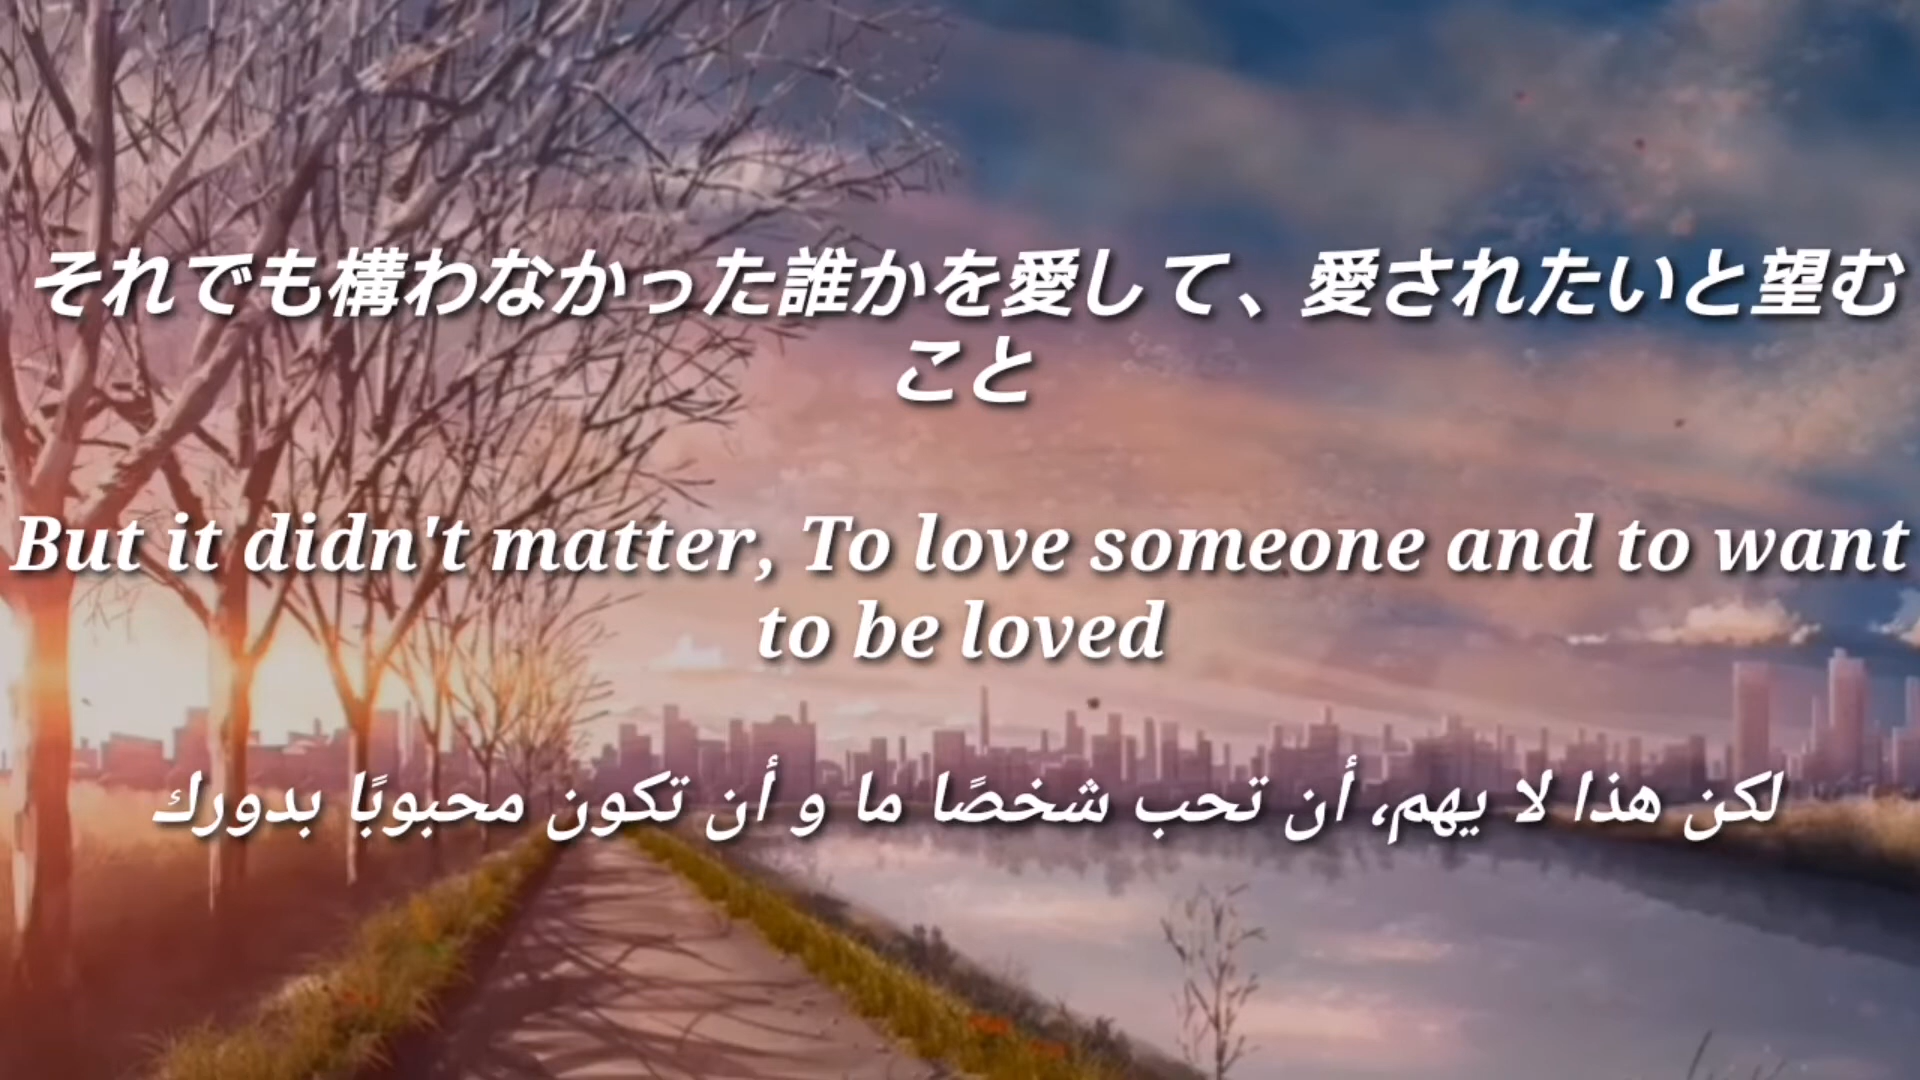 それでも構わなかった誰かを愛して、愛されたいと望む
こと
But it didn't matter, To love someone and to want
to be loved
لكن هذا لا يهم، أن تحب شخصًا ما و أن تكون محبوبًا بدورك